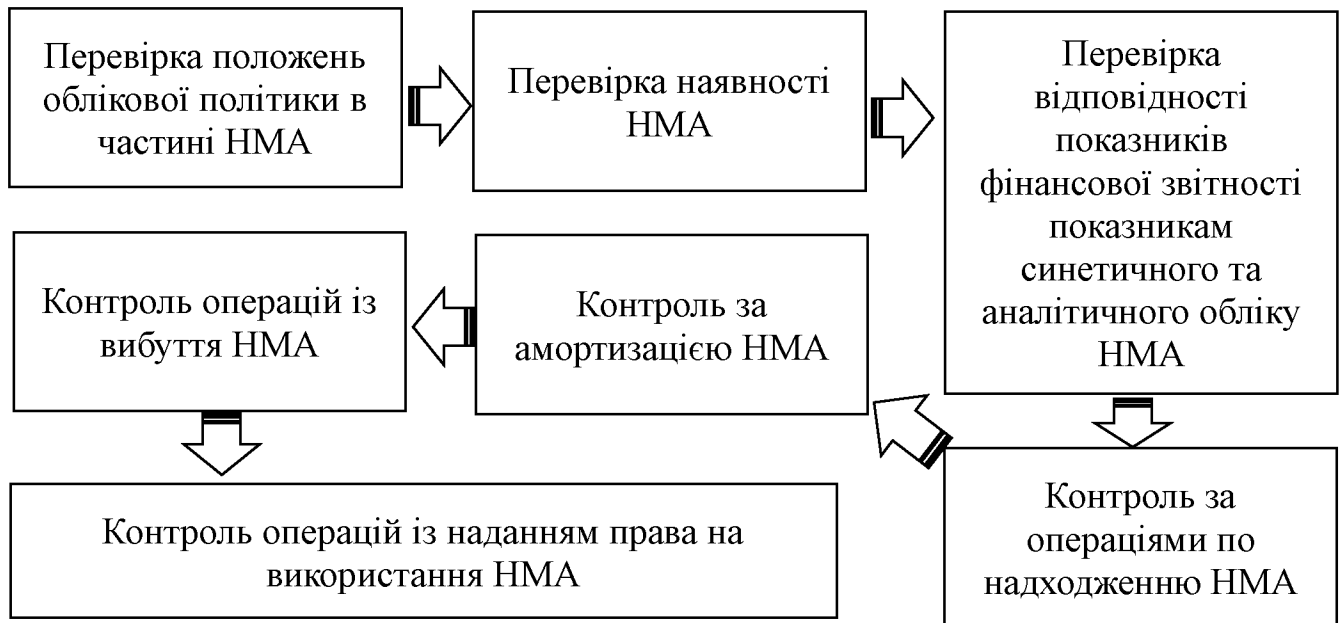 Перевірка положень
облікової політики в
частині НМА
Перевірка наявності
НМА
Перевірка
відповідності
показників
фінансової звітності
показникам
синетичного та
аналітичного обліку
НМА
Контроль за
операціями по
надходженню НМА
Контроль за
амортизацією НМА
Контроль операцій із
вибуття НМА
Контроль операцій із наданням права на
використання НМА